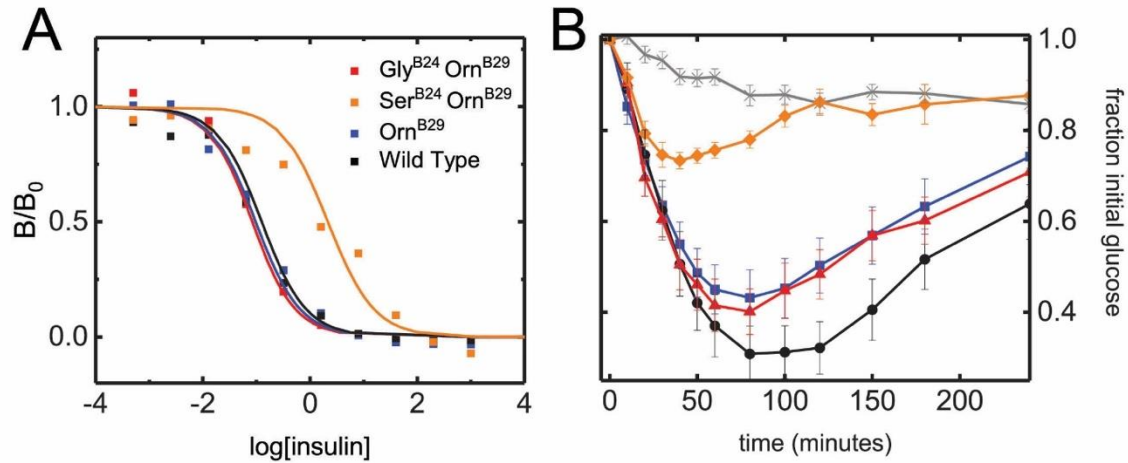 A
B/B₀
1.0
0.5
0.0
-4
-2
0
2
4
log[insulin]
Gly^B24 Orn^B29
Ser^B24 Orn^B29
Orn^B29
Wild Type
B
1.0
0.8
0.6
0.4
fraction initial glucose
0
50
100
150
200
time (minutes)